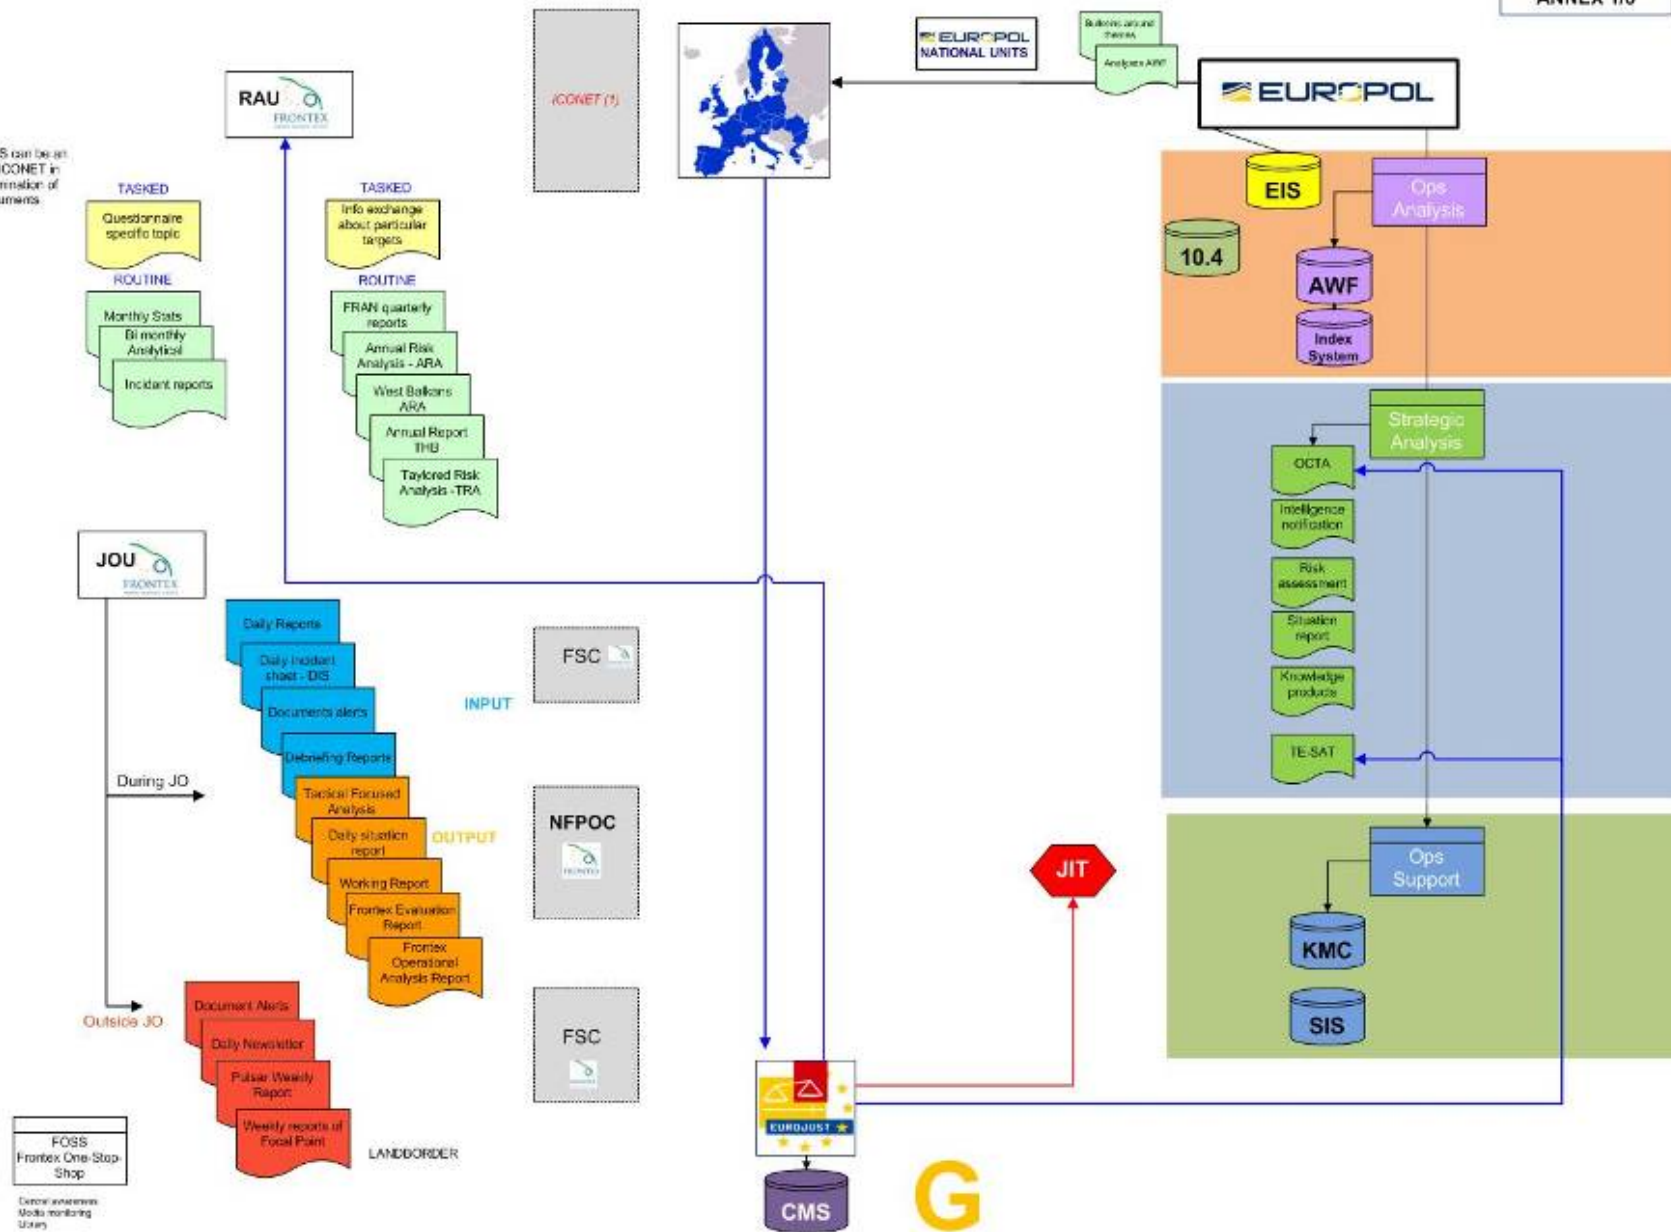 ANNEX
EUROPOL
NATIONAL UNITS
Bulletins around
themes
Analyses AWF
EUROPOL
RAU
FRONTEX
ICONET (1)
S can be an
ICONET in
mination of
uments
TASKED
Questionnaire
specific topic
ROUTINE
Monthly Stats
Bi monthly
Analytical
Incident reports
TASKED
Info exchange
about particular
targets
ROUTINE
FRAN quarterly
reports
Annual Risk
Analysis - ARA
West Balkans
ARA
Annual Report
THB
Taylored Risk
Analysis -TRA
EIS
Ops
Analysis
10.4
AWF
Index
System
Strategic
Analysis
OCTA
Intelligence
notification
Risk
assessment
Situation
report
Knowledge
products
TE-SAT
Ops
Support
KMC
SIS
JOU
FRONTEX
During JO
Outside JO
Daily Reports
Daily incident
sheet - DIS
Documents alerts
Debriefing Reports
INPUT
Tactical Focused
Analysis
Daily situation
report
OUTPUT
Working Report
Frontex Evaluation
Report
Frontex
Operational
Analysis Report
Document Alerts
Daily Newsletter
Pulsar Weekly
Report
Weekly reports of
Focal Point
LANDBORDER
FSC
NFPOC
FRONTEX
FSC
JIT
EUROJUST
CMS
G
FOSS
Frontex One-Stop-
Shop
Media monitoring
Library